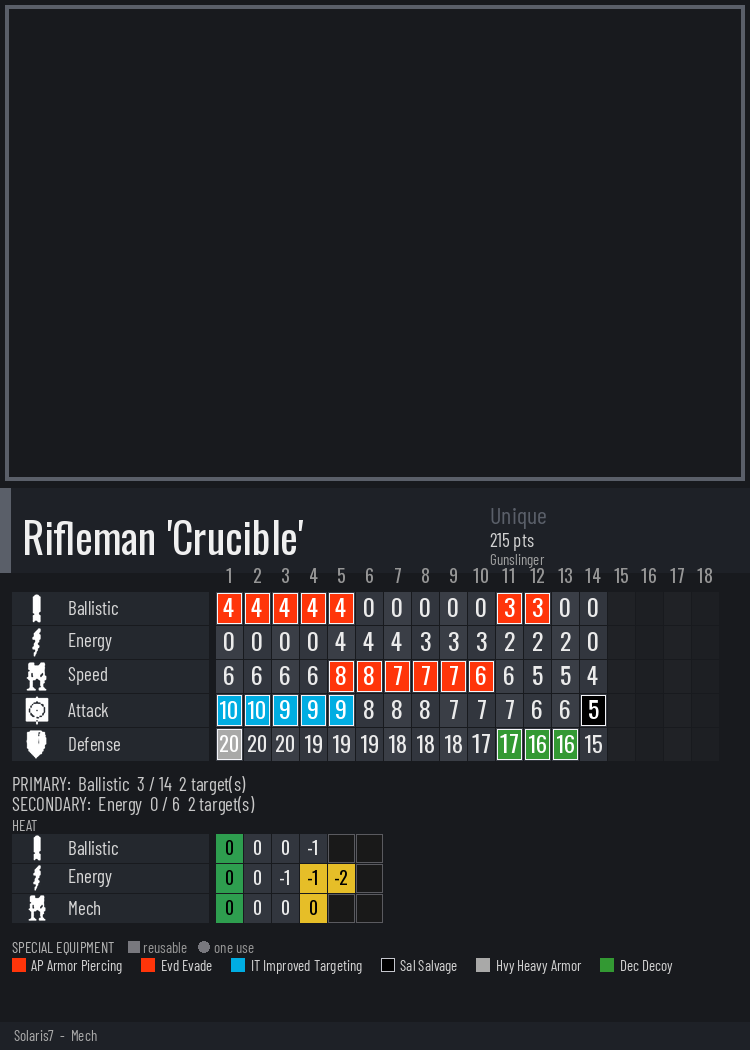 Rifleman 'Crucible'
Unique
215 pts
Gunslinger
1 2 3 4 5 6 7 8 9 10 11 12 13 14 15 16 17 18
Ballistic 4 4 4 4 4 0 0 0 0 0 3 3 0 0
Energy 0 0 0 0 4 4 4 3 3 3 2 2 2 0
Speed 6 6 6 6 8 8 7 7 7 6 6 5 5 4
Attack 10 10 9 9 9 8 8 8 7 7 7 6 6 5
Defense 20 20 20 19 19 19 18 18 18 17 17 16 16 15
PRIMARY: Ballistic 3 / 14 2 target(s)
SECONDARY: Energy 0 / 6 2 target(s)
HEAT
Ballistic 0 0 0 -1
Energy 0 0 -1 -1 -2
Mech 0 0 0 0
SPECIAL EQUIPMENT reusable one use
AP Armor Piercing Evd Evade IT Improved Targeting Sal Salvage Hvy Heavy Armor Dec Decoy
Solaris7 - Mech